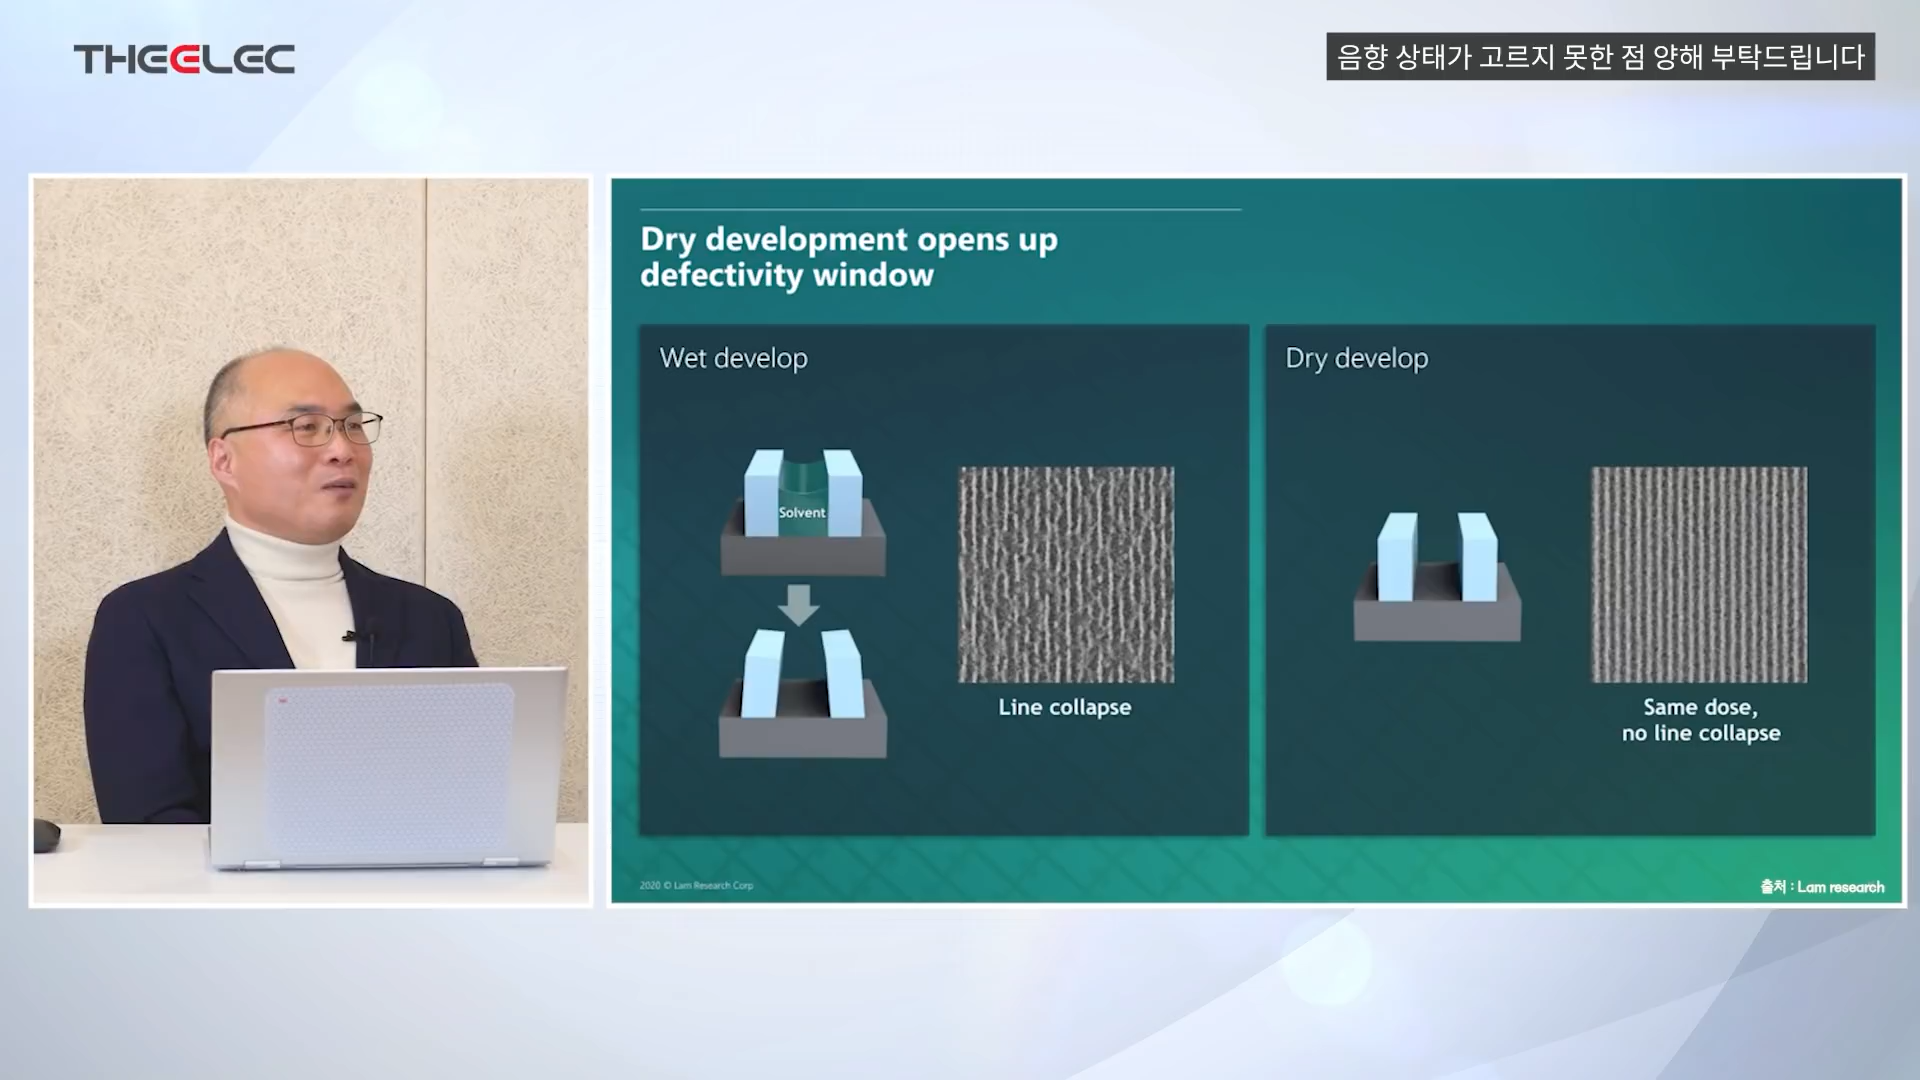 THEELEC
음향 상태가 고르지 못한 점 양해 부탁드립니다
Dry development opens up
defectivity window
Wet develop
Solvent
Line collapse
Dry develop
Same dose,
no line collapse
2020 © Lam Research Corp
출처 : Lam research